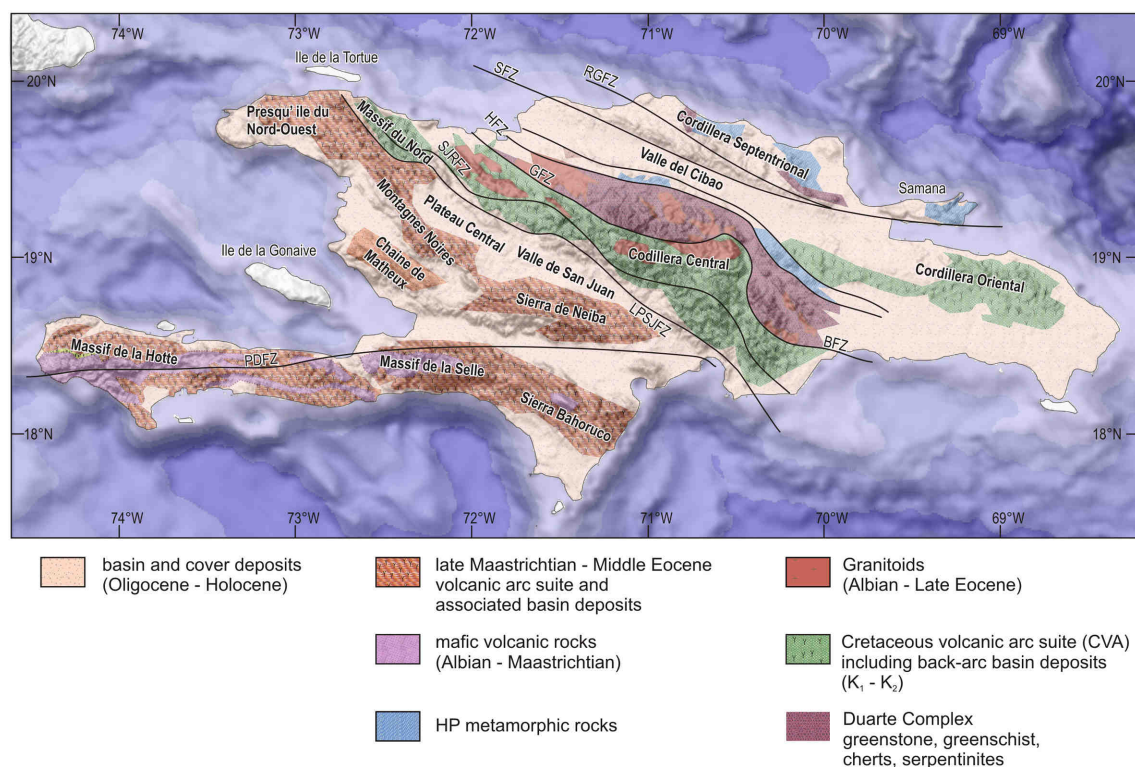 74°W 73°W 72°W 71°W 70°W 69°W
20°N
20°N
Ile de la Tortue
SFZ
RGFZ
Presqu' ile du
Nord-Ouest
Massif du Nord
HFZ
Cordillera Septentrional
SJRFZ
GFZ
Valle del Cibao
Samana
Montagnes Noires
Plateau Central
19°N
19°N
Ile de la Gonaive
Chaine de
Matheux
Valle de San Juan
Codillera Central
Cordillera Oriental
Sierra de Neiba
LPSJFZ
BFZ
Massif de la Hotte
PDFZ
Massif de la Selle
Sierra Bahoruco
18°N
18°N
74°W 73°W 72°W 71°W 70°W 69°W
basin and cover deposits
(Oligocene - Holocene)
late Maastrichtian - Middle Eocene
volcanic arc suite and
associated basin deposits
Granitoids
(Albian - Late Eocene)
mafic volcanic rocks
(Albian - Maastrichtian)
Cretaceous volcanic arc suite (CVA)
including back-arc basin deposits
(K₁ - K₂)
HP metamorphic rocks
Duarte Complex
greenstone, greenschist,
cherts, serpentinites